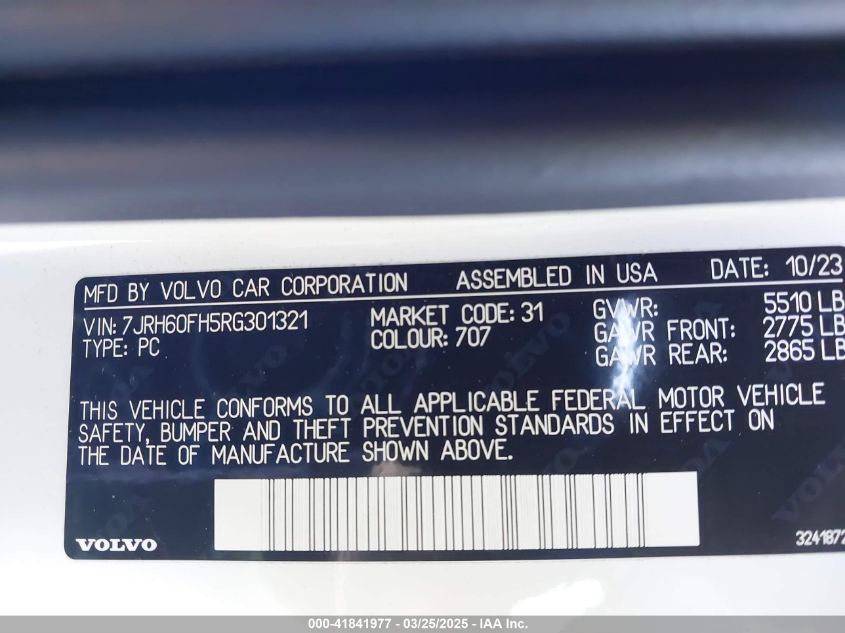 MFD BY VOLVO CAR CORPORATION ASSEMBLED IN USA DATE: 10/23
VIN: 7JRH60FH5RG301321 MARKET CODE: 31 GVWR: 5510 LB
TYPE: PC COLOUR: 707 GAWR FRONT: 2775 LB
GAWR REAR: 2865 LB
THIS VEHICLE CONFORMS TO ALL APPLICABLE FEDERAL MOTOR VEHICLE
SAFETY, BUMPER AND THEFT PREVENTION STANDARDS IN EFFECT ON
THE DATE OF MANUFACTURE SHOWN ABOVE.
VOLVO 3241872
000-41841977 - 03/25/2025 - IAA Inc.